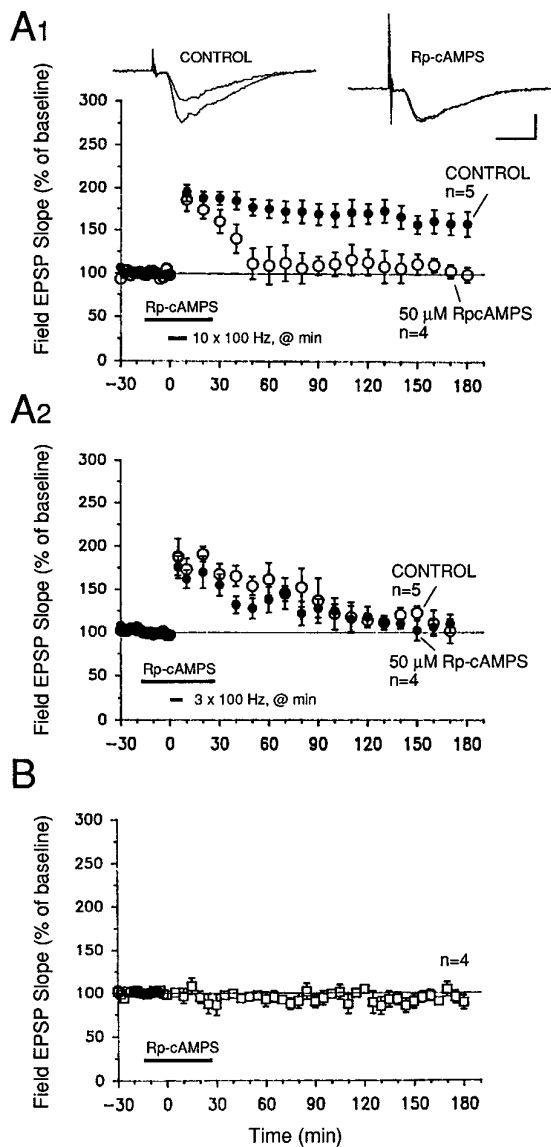 A1
CONTROL
Rp-cAMPS
Field EPSP Slope (% of baseline)
300
250
200
150
100
50
0
CONTROL
n=5
50 μM RpcAMPS
n=4
Rp-cAMPS
10 x 100 Hz, @ min
−30 0 30 60 90 120 150 180
A2
Field EPSP Slope (% of baseline)
300
250
200
150
100
50
0
CONTROL
n=5
50 μM Rp-cAMPS
n=4
Rp-cAMPS
3 x 100 Hz, @ min
−30 0 30 60 90 120 150 180
B
Field EPSP Slope (% of baseline)
300
250
200
150
100
50
0
n=4
Rp-cAMPS
−30 0 30 60 90 120 150 180
Time (min)